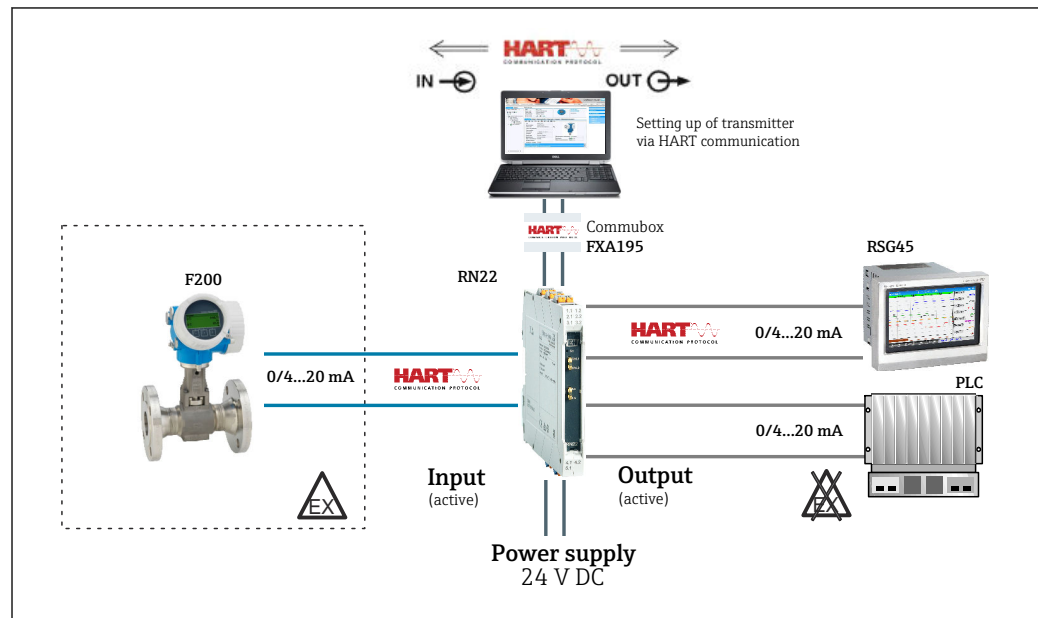 HART
COMMUNICATION PROTOCOL
IN
OUT
Setting up of transmitter
via HART communication
HART
Commubox
FXA195
F200
RN22
RSG45
0/4...20 mA
HART
COMMUNICATION PROTOCOL
HART
COMMUNICATION PROTOCOL
0/4...20 mA
PLC
0/4...20 mA
Input
(active)
Output
(active)
EX
EX
Power supply
24 V DC